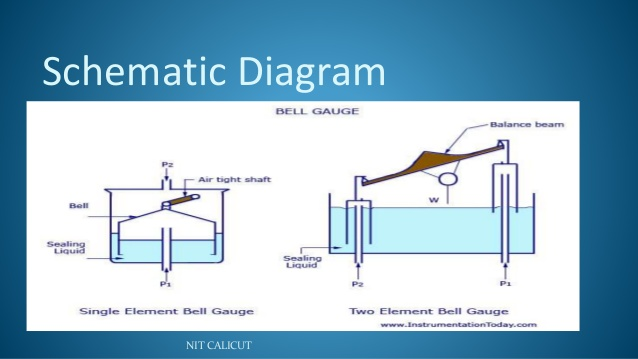 Schematic Diagram
BELL GAUGE
Balance beam
P2
Air tight shaft
Bell
W
Sealing
Liquid
Sealing
Liquid
P1
P2
P1
Single Element Bell Gauge
Two Element Bell Gauge
www.InstrumentationToday.com
NIT CALICUT